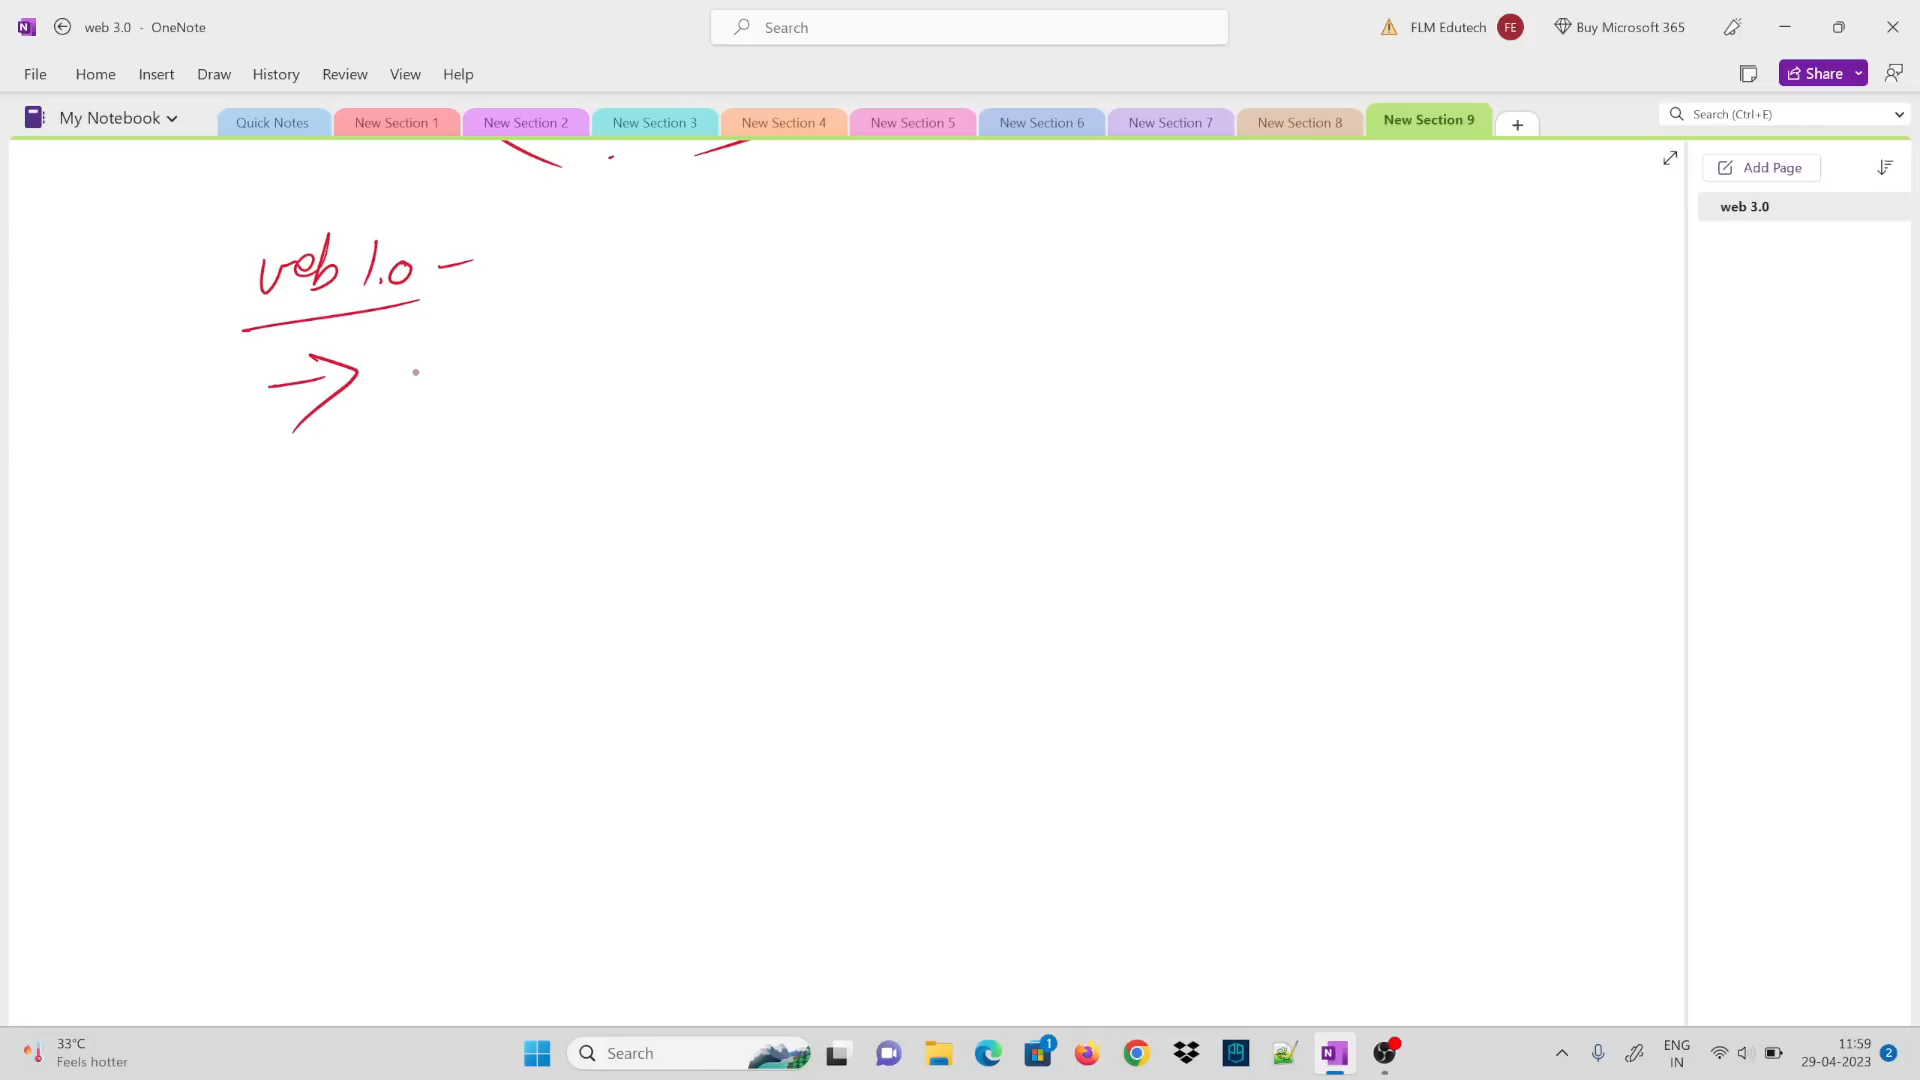 web 3.0 - OneNote
Search
FLM Edutech
FE
Buy Microsoft 365
File
Home
Insert
Draw
History
Review
View
Help
Share
My Notebook
Quick Notes
New Section 1
New Section 2
New Section 3
New Section 4
New Section 5
New Section 6
New Section 7
New Section 8
New Section 9
Search (Ctrl+E)
Add Page
web 3.0
web 1.0 -
33°C
Feels hotter
Search
1
ENG
IN
11:59
29-04-2023
2